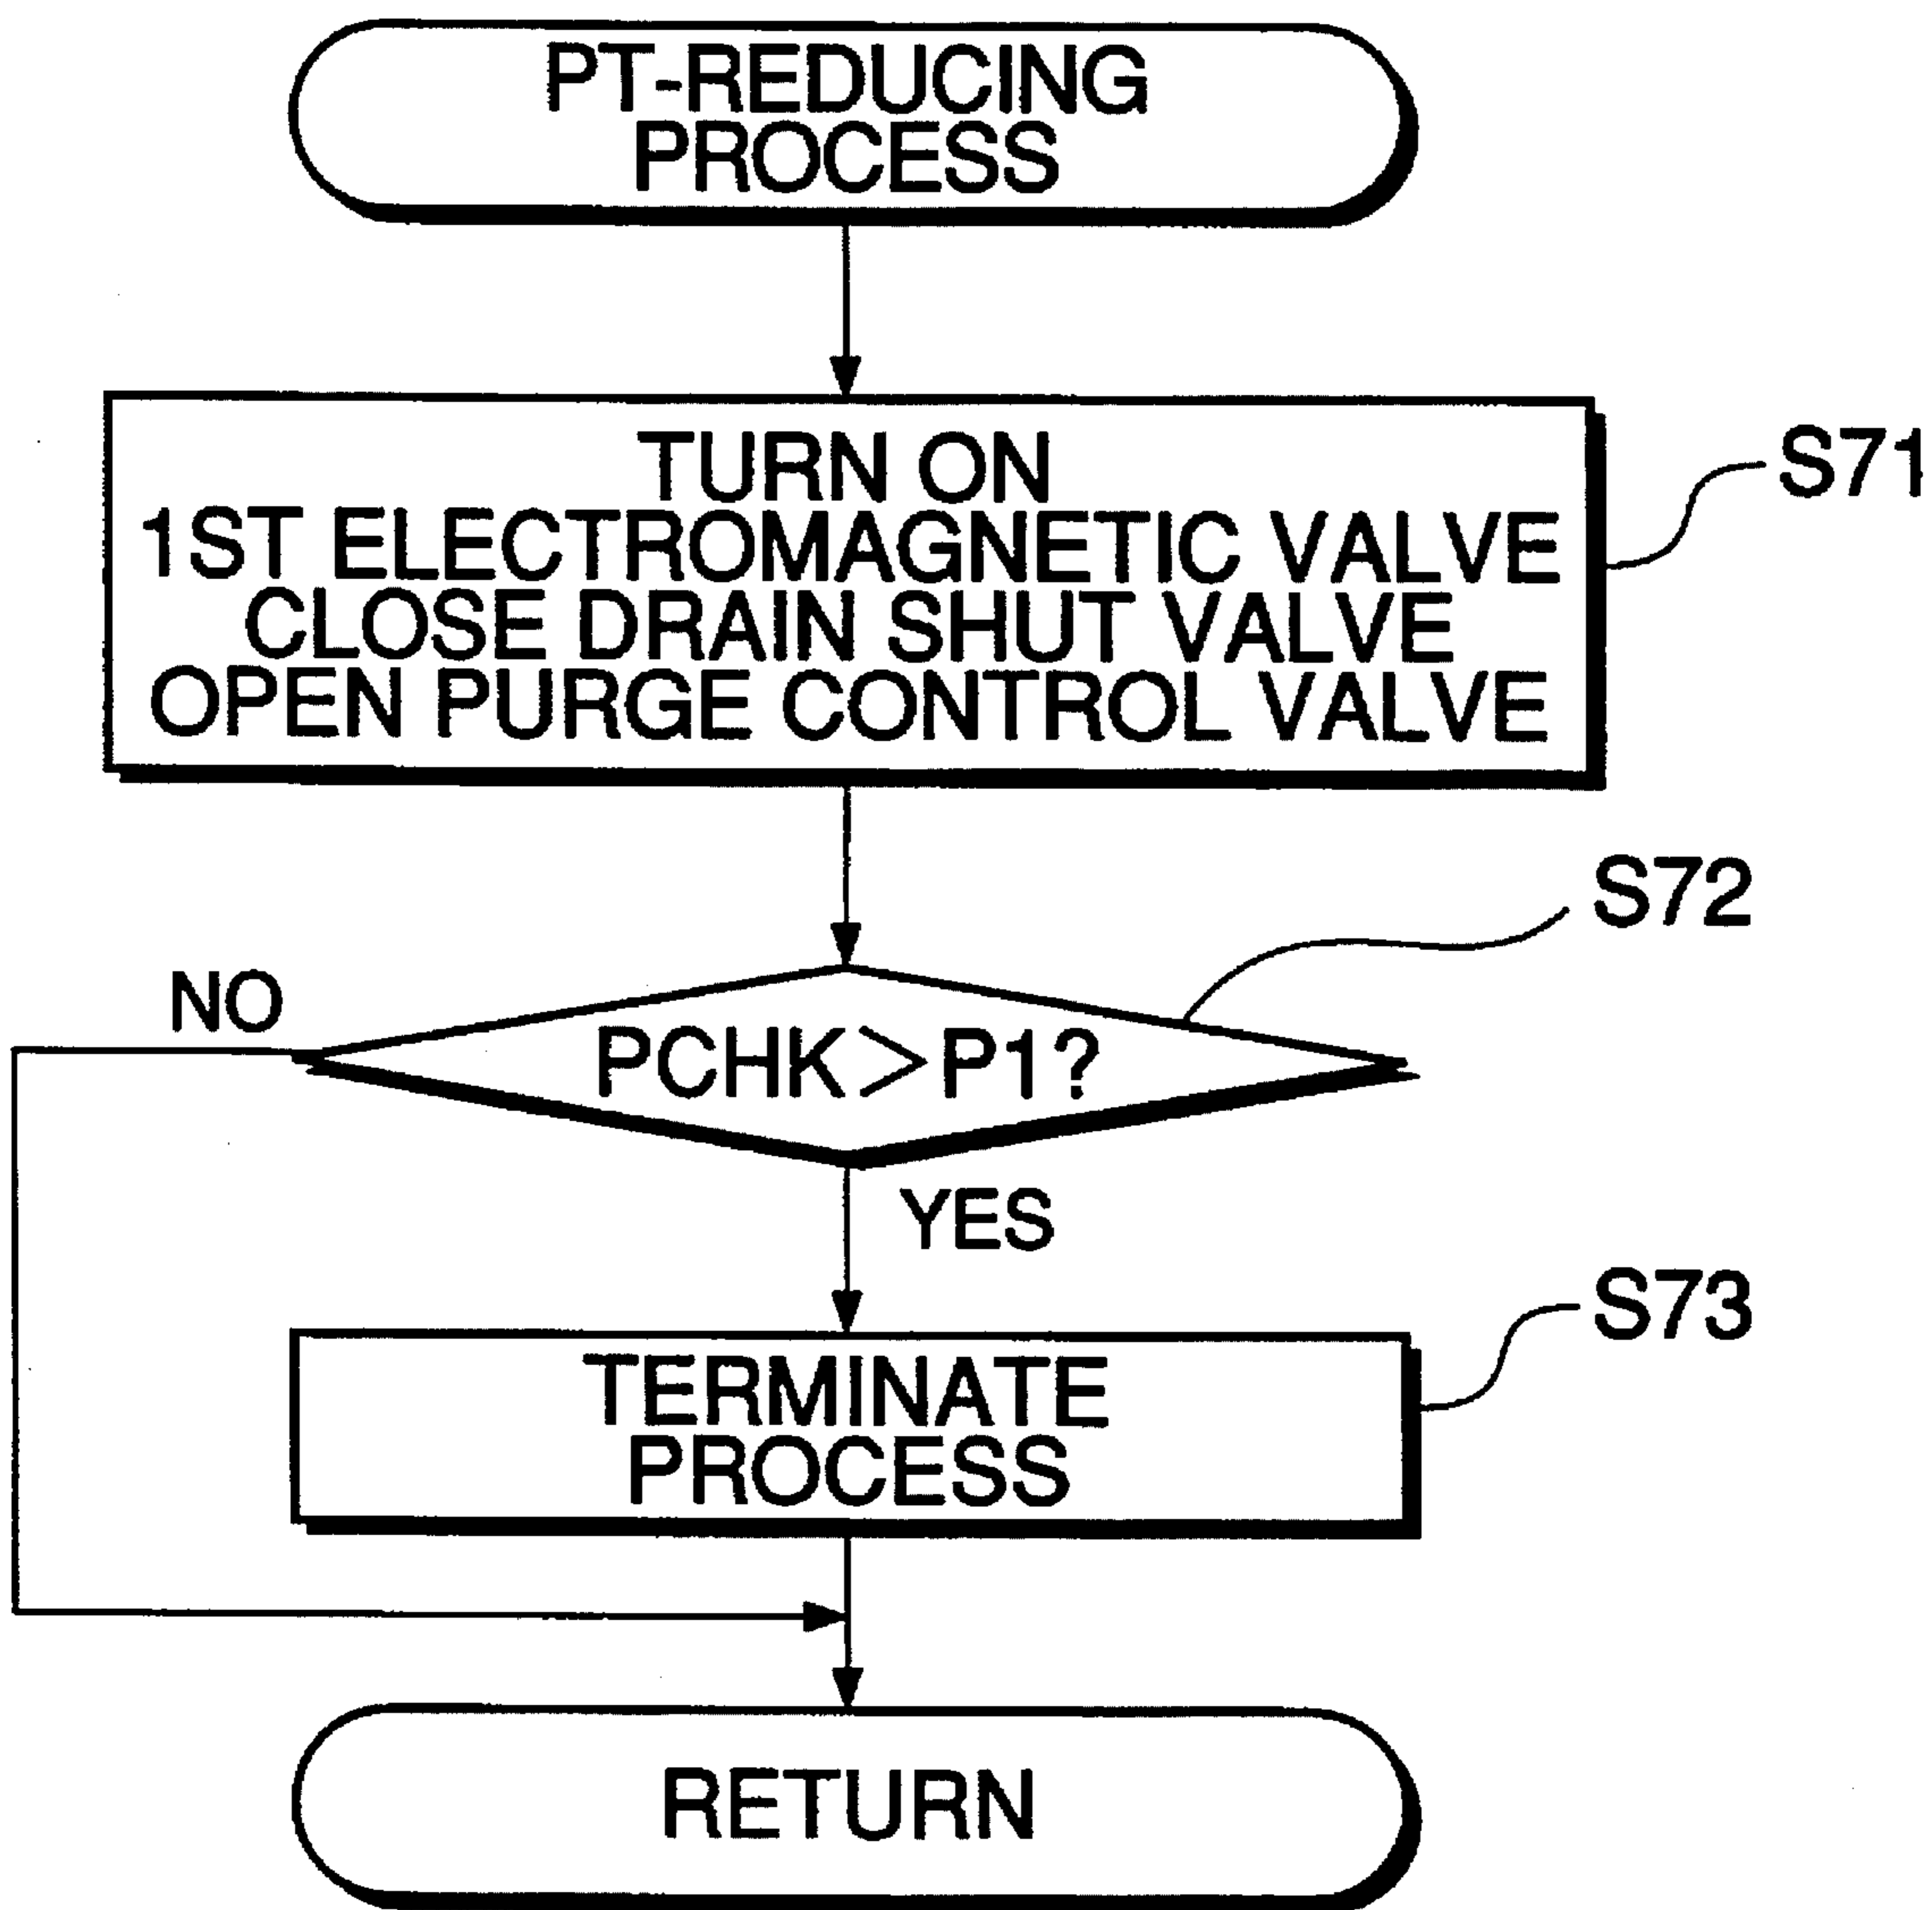 PT-REDUCING
PROCESS
TURN ON
1ST ELECTROMAGNETIC VALVE
CLOSE DRAIN SHUT VALVE
OPEN PURGE CONTROL VALVE
S71
S72
NO
PCHK>P1?
YES
S73
TERMINATE
PROCESS
RETURN